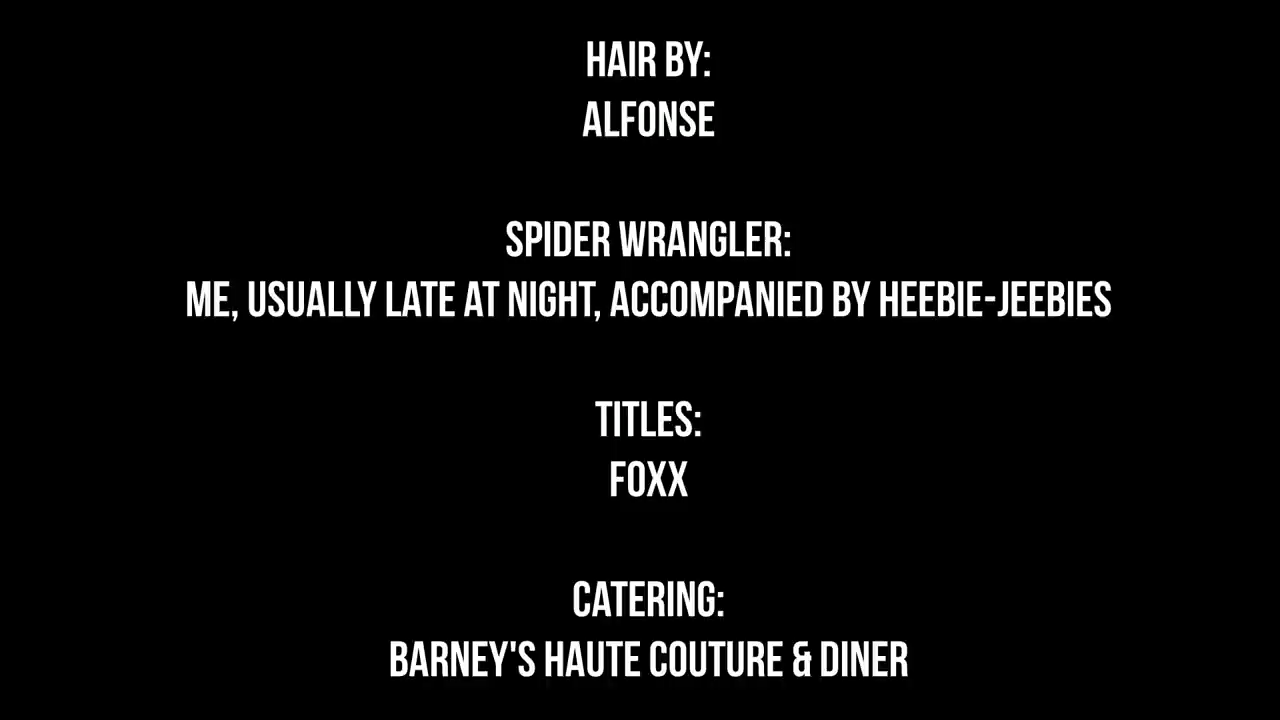 HAIR BY:
ALFONSE
SPIDER WRANGLER:
ME, USUALLY LATE AT NIGHT, ACCOMPANIED BY HEEBIE-JEEBIES
TITLES:
FOXX
CATERING:
BARNEY'S HAUTE COUTURE & DINER